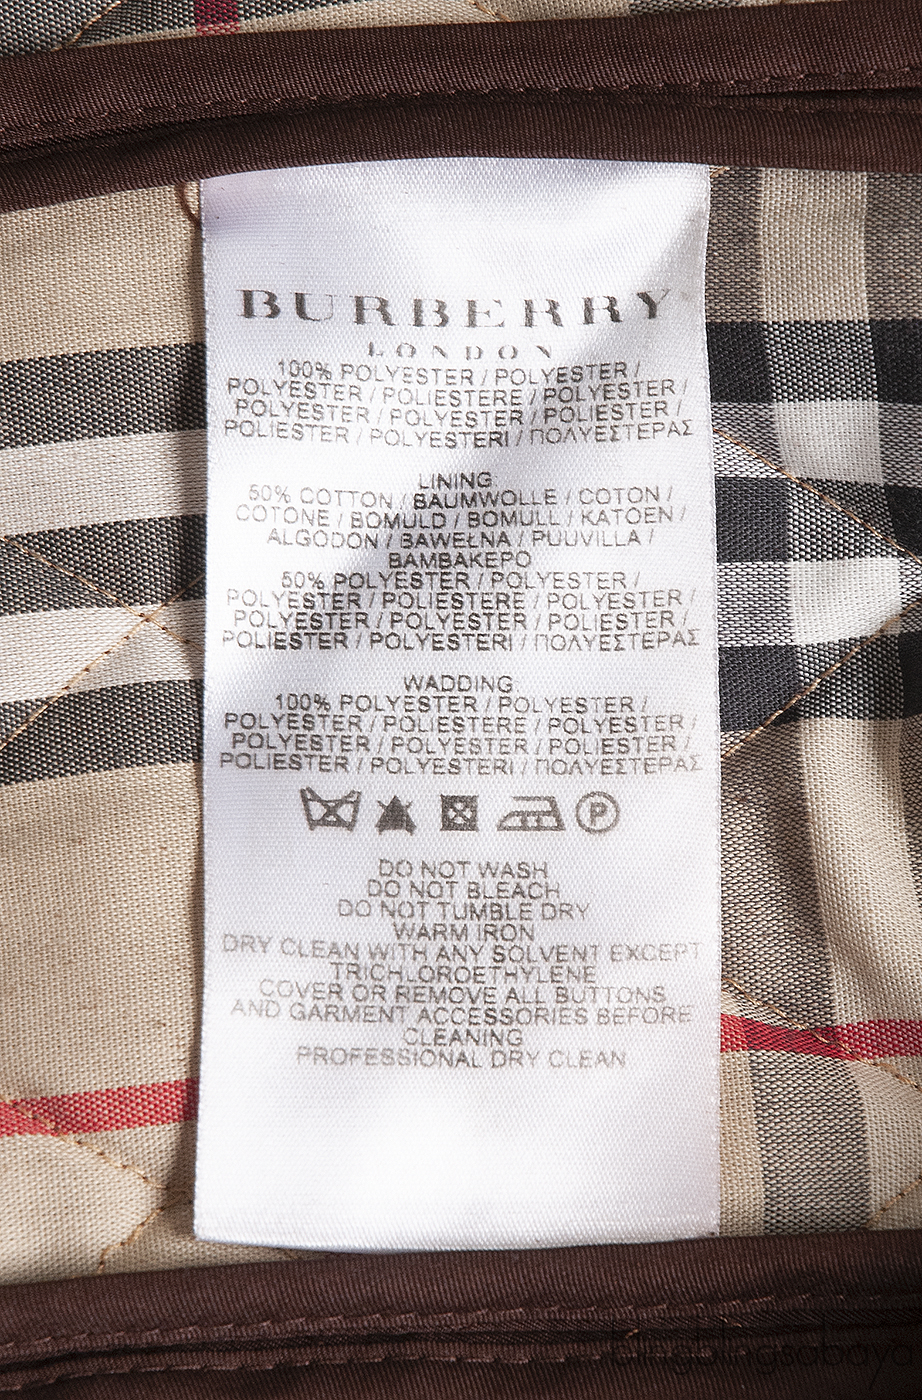 BURBERRY
LONDON
100% POLYESTER / POLYESTER /
POLYESTER / POLIESTERE / POLYESTER /
POLYESTER / POLYESTER / POLIESTER /
POLIESTER / POLYESTERI / ΠΟΛΥΕΣΤΕΡΑΣ
LINING:
50% COTTON / BAUMWOLLE / COTON /
COTONE / BOMULD / BOMULL / KATOEN /
ALGODON / BAWEŁNA / PUUVILLA /
BAMBAKEPO
50% POLYESTER / POLYESTER /
POLYESTER / POLIESTERE / POLYESTER /
POLYESTER / POLYESTER / POLIESTER /
POLIESTER / POLYESTERI / ΠΟΛΥΕΣΤΕΡΑΣ
WADDING:
100% POLYESTER / POLYESTER /
POLYESTER / POLIESTERE / POLYESTER /
POLYESTER / POLYESTER / POLIESTER /
POLIESTER / POLYESTERI / ΠΟΛΥΕΣΤΕΡΑΣ
P
DO NOT WASH
DO NOT BLEACH
DO NOT TUMBLE DRY
WARM IRON
DRY CLEAN WITH ANY SOLVENT EXCEPT
TRICHLOROETHYLENE
COVER OR REMOVE ALL BUTTONS
AND GARMENT ACCESSORIES BEFORE
CLEANING
PROFESSIONAL DRY CLEAN